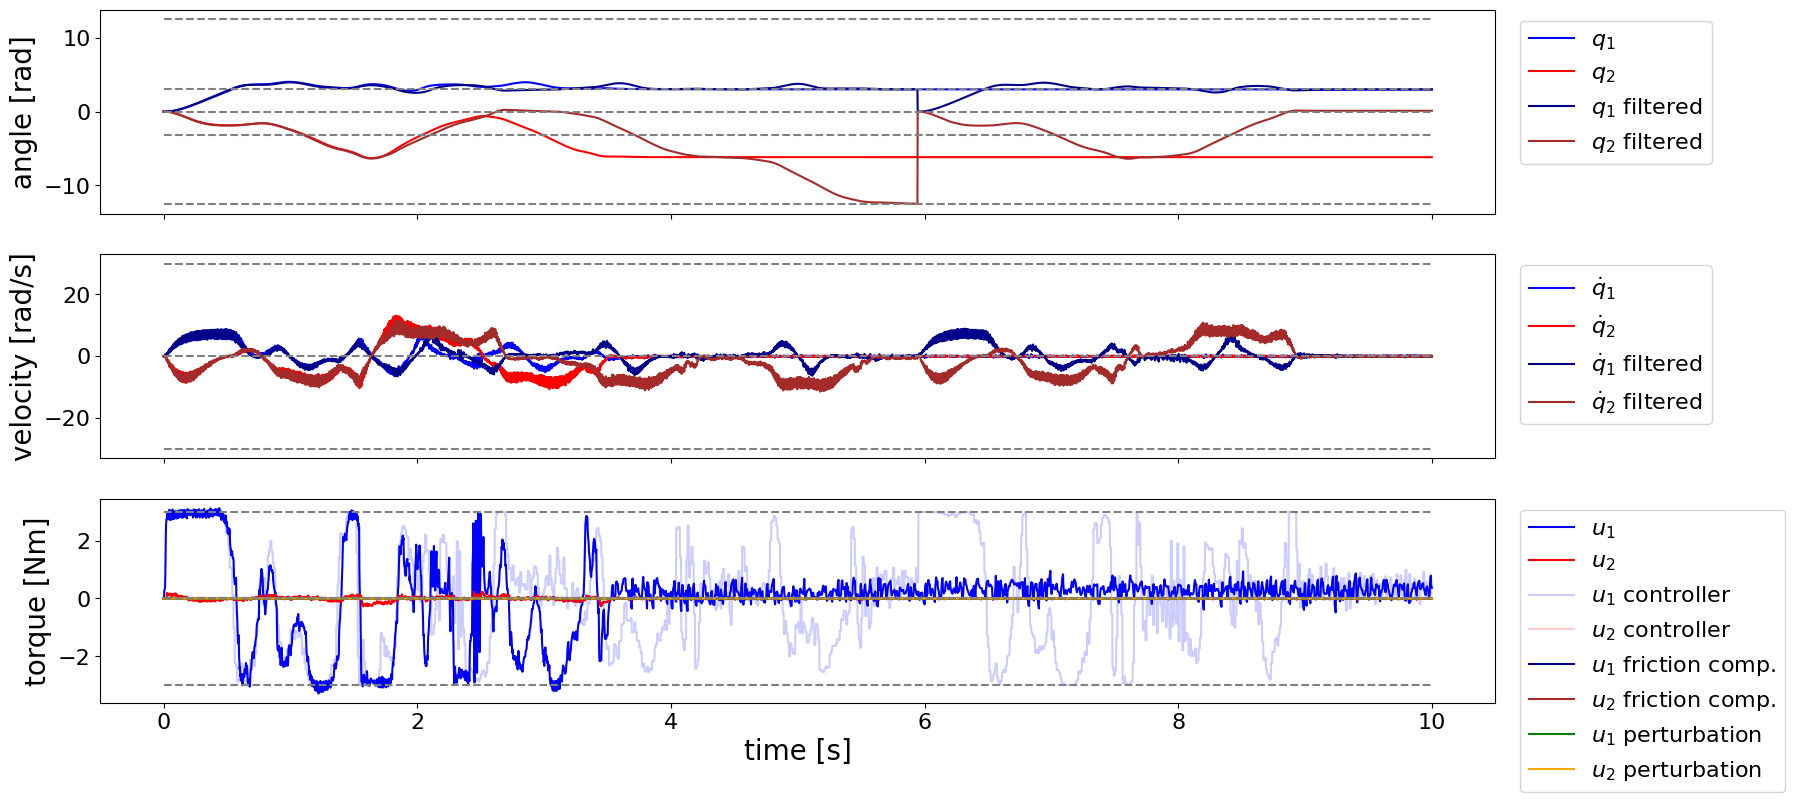 angle [rad]
10
0
−10
q₁
q₂
q₁ filtered
q₂ filtered
velocity [rad/s]
20
0
−20
q̇₁
q̇₂
q̇₁ filtered
q̇₂ filtered
torque [Nm]
2
0
−2
0
2
4
6
8
10
time [s]
u₁
u₂
u₁ controller
u₂ controller
u₁ friction comp.
u₂ friction comp.
u₁ perturbation
u₂ perturbation